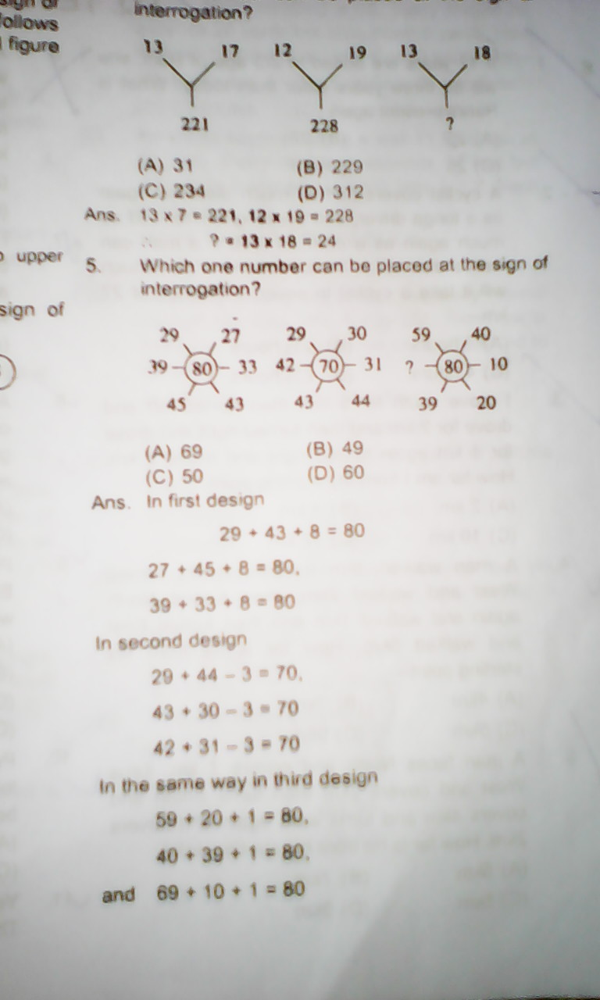 follows
figure
interrogation?
13 17 12 19 13 18
221 228 ?
(A) 31 (B) 229
(C) 234 (D) 312
Ans. 13 x 7 = 221, 12 x 19 = 228
∴ ? = 13 x 18 = 24
upper
sign of
5. Which one number can be placed at the sign of
interrogation?
29 27 29 30 59 40
39 80 33 42 70 31 ? 80 10
45 43 43 44 39 20
(A) 69 (B) 49
(C) 50 (D) 60
Ans. In first design
29 + 43 + 8 = 80
27 + 45 + 8 = 80,
39 + 33 + 8 = 80
In second design
29 + 44 – 3 = 70,
43 + 30 – 3 = 70
42 + 31 – 3 = 70
In the same way in third design
59 + 20 + 1 = 80,
40 + 39 + 1 = 80,
and 69 + 10 + 1 = 80